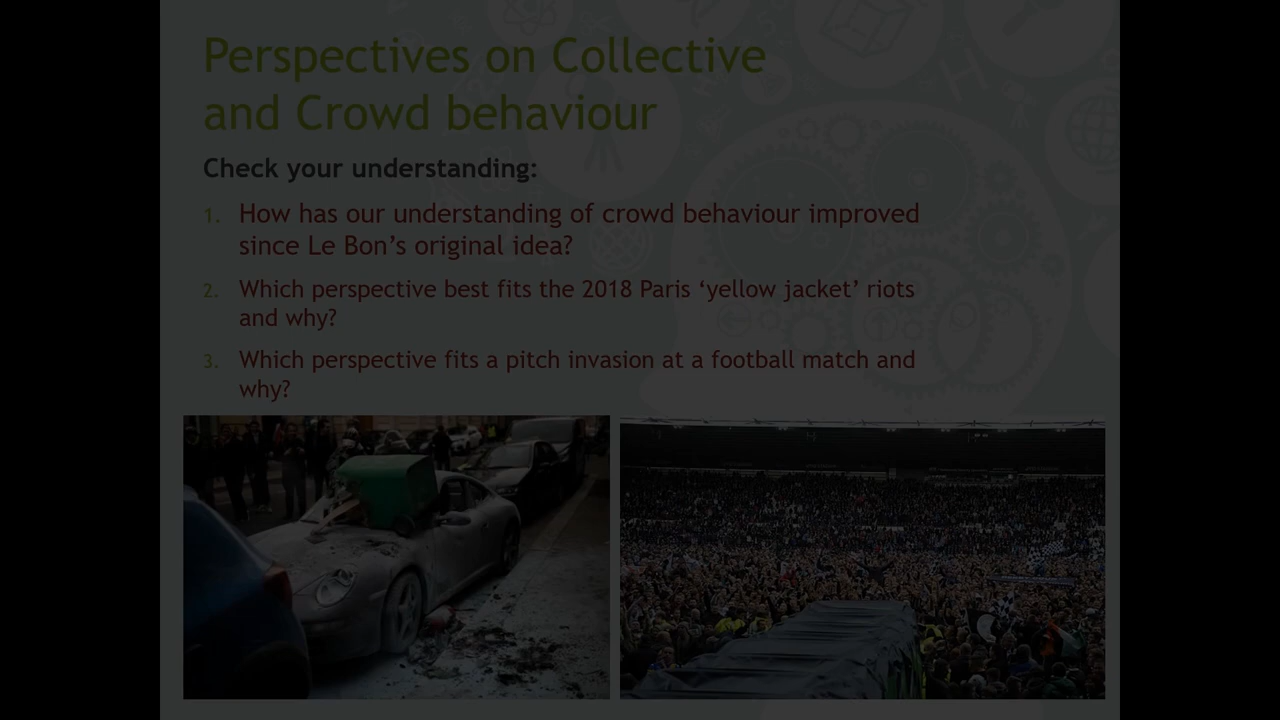 Perspectives on Collective
and Crowd behaviour
Check your understanding:
1. How has our understanding of crowd behaviour improved
since Le Bon’s original idea?
2. Which perspective best fits the 2018 Paris ‘yellow jacket’ riots
and why?
3. Which perspective fits a pitch invasion at a football match and
why?